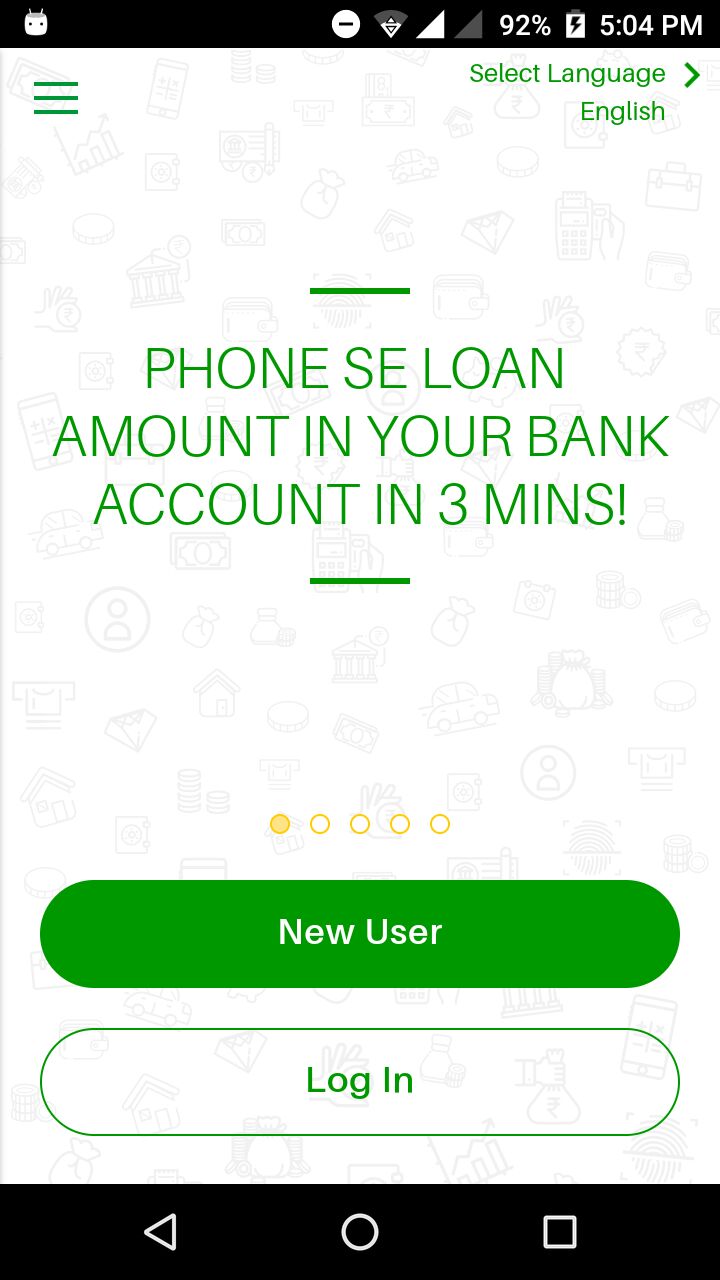 92% 5:04 PM
Select Language
English
PHONE SE LOAN
AMOUNT IN YOUR BANK
ACCOUNT IN 3 MINS!
New User
Log In